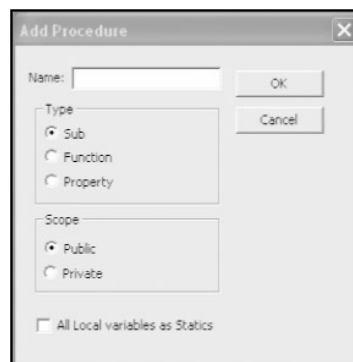 Add Procedure
Name:
OK
Type
Cancel
Sub
Function
Property
Scope
Public
Private
All Local variables as Statics